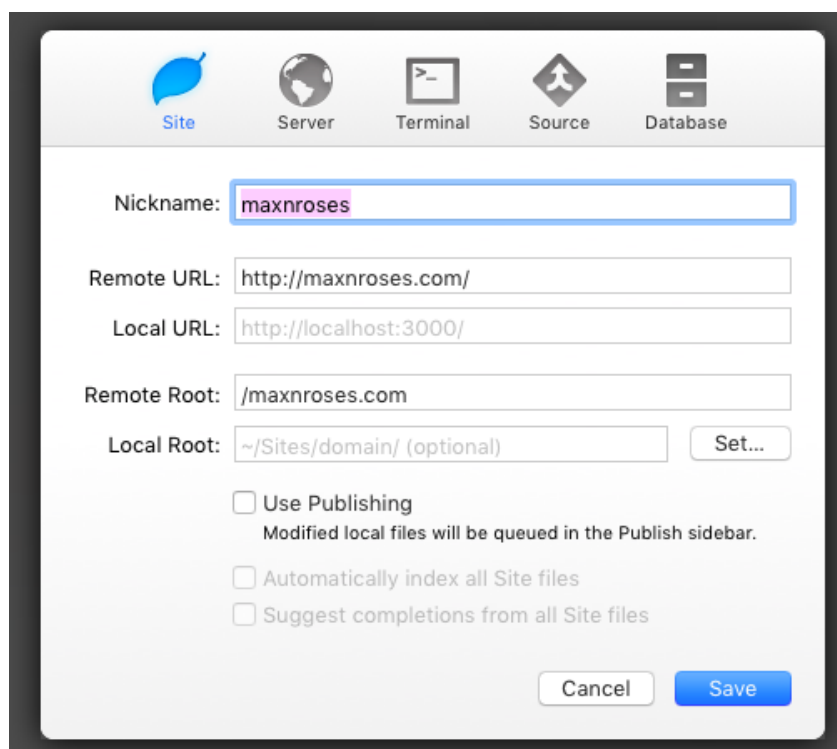 >_
Site Server Terminal Source Database
Nickname: maxnroses
Remote URL: http://maxnroses.com/
Local URL: http://localhost:3000/
Remote Root: /maxnroses.com
Local Root: ~/Sites/domain/ (optional) Set...
Use Publishing
Modified local files will be queued in the Publish sidebar.
Automatically index all Site files
Suggest completions from all Site files
Cancel Save